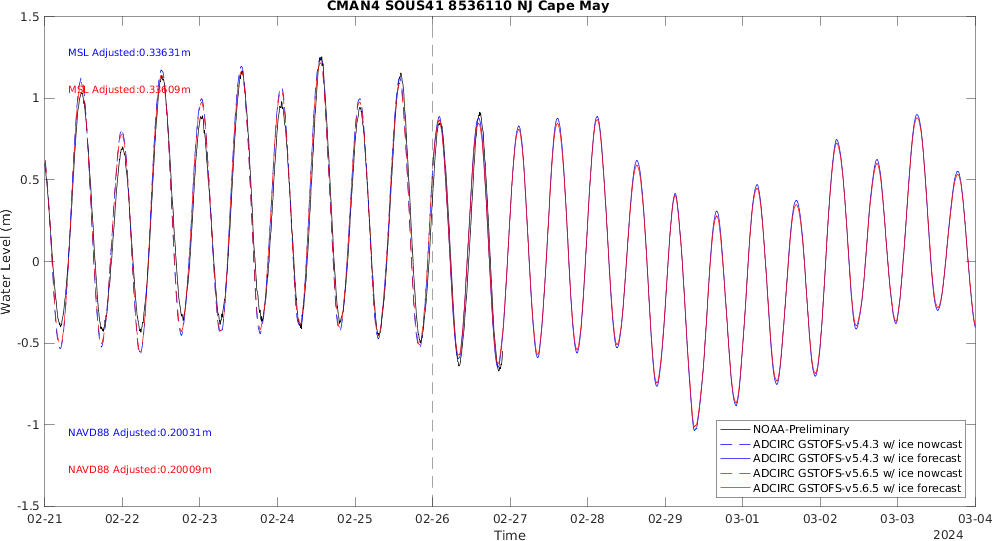 CMAN4 SOUS41 8536110 NJ Cape May
1.5
MSL Adjusted:0.33631m
MSL Adjusted:0.33609m
1
0.5
0
-0.5
-1
-1.5
Water Level (m)
NAVD88 Adjusted:0.20031m
NAVD88 Adjusted:0.20009m
NOAA-Preliminary
ADCIRC GSTOFS-v5.4.3 w/ ice nowcast
ADCIRC GSTOFS-v5.4.3 w/ ice forecast
ADCIRC GSTOFS-v5.6.5 w/ ice nowcast
ADCIRC GSTOFS-v5.6.5 w/ ice forecast
02-21 02-22 02-23 02-24 02-25 02-26 02-27 02-28 02-29 03-01 03-02 03-03 03-04
Time
2024